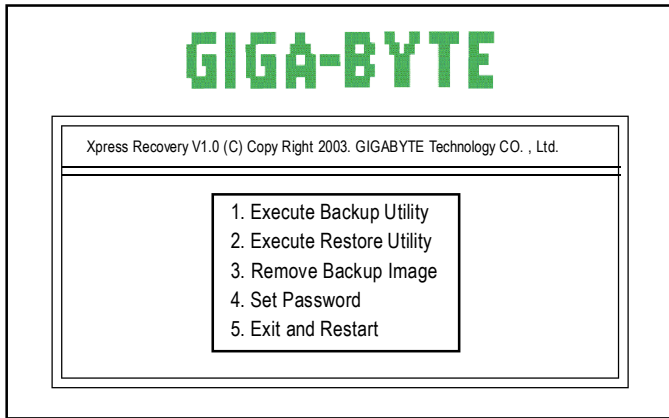 GIGA-BYTE
Xpress Recovery V1.0 (C) Copy Right 2003. GIGABYTE Technology CO. , Ltd.
1. Execute Backup Utility
2. Execute Restore Utility
3. Remove Backup Image
4. Set Password
5. Exit and Restart